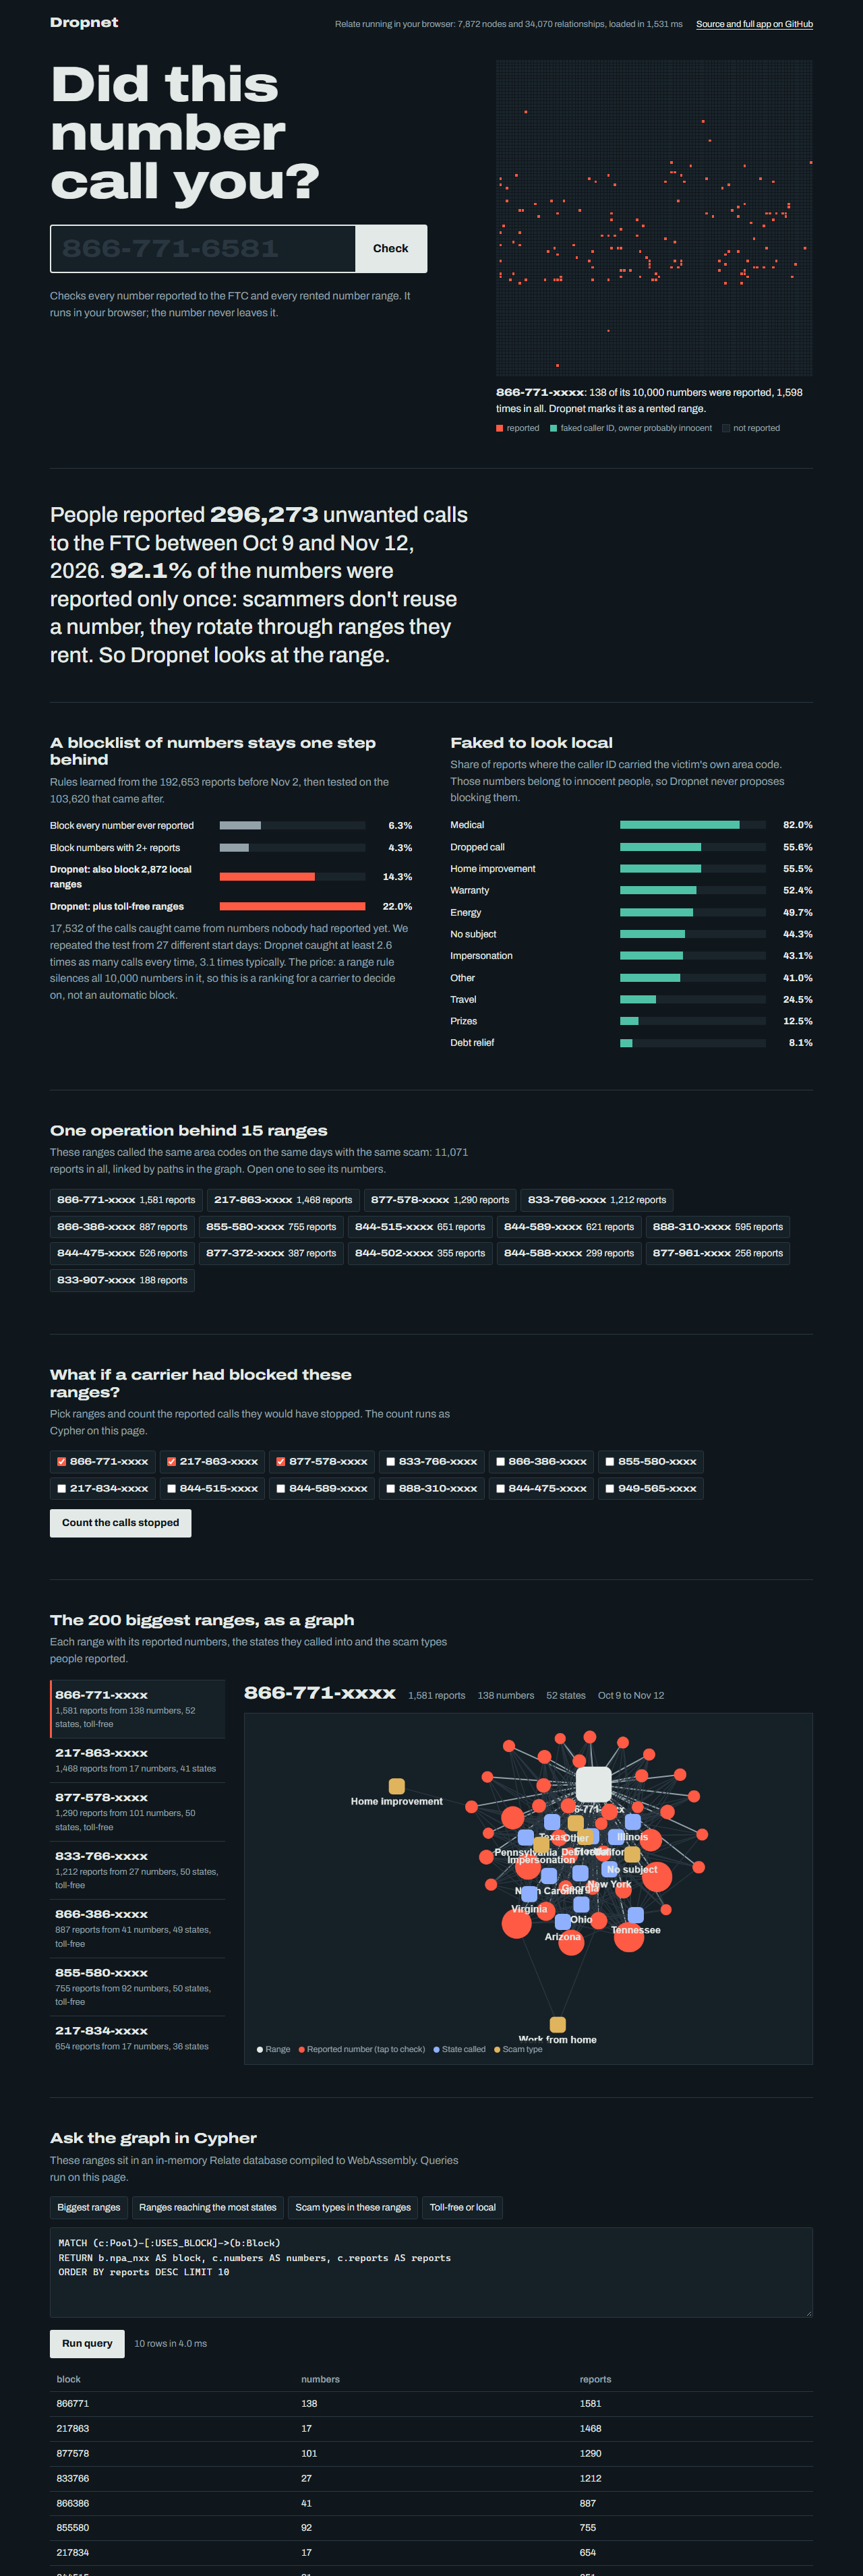 Dropnet
Relate running in your browser: 7,872 nodes and 34,070 relationships, loaded in 1,531 ms
Source and full app on GitHub
Did this
number
call you?
866-771-6581
Check
Checks every number reported to the FTC and every rented number range. It
runs in your browser; the number never leaves it.
866-771-xxxx: 138 of its 10,000 numbers were reported, 1,598
times in all. Dropnet marks it as a rented range.
reported
faked caller ID, owner probably innocent
not reported
People reported 296,273 unwanted calls
to the FTC between Oct 9 and Nov 12,
2026. 92.1% of the numbers were
reported only once: scammers don't reuse
a number, they rotate through ranges they
rent. So Dropnet looks at the range.
A blocklist of numbers stays one step
behind
Rules learned from the 192,653 reports before Nov 2, then tested on the
103,620 that came after.
Block every number ever reported 6.3%
Block numbers with 2+ reports 4.3%
Dropnet: also block 2,872 local
ranges 14.3%
Dropnet: plus toll-free ranges 22.0%
17,532 of the calls caught came from numbers nobody had reported yet. We
repeated the test from 27 different start days: Dropnet caught at least 2.6
times as many calls every time, 3.1 times typically. The price: a range rule
silences all 10,000 numbers in it, so this is a ranking for a carrier to decide
on, not an automatic block.
Faked to look local
Share of reports where the caller ID carried the victim's own area code.
Those numbers belong to innocent people, so Dropnet never proposes
blocking them.
Medical 82.0%
Dropped call 55.6%
Home improvement 55.5%
Warranty 52.4%
Energy 49.7%
No subject 44.3%
Impersonation 43.1%
Other 41.0%
Travel 24.5%
Prizes 12.5%
Debt relief 8.1%
One operation behind 15 ranges
These ranges called the same area codes on the same days with the same scam: 11,071
reports in all, linked by paths in the graph. Open one to see its numbers.
866-771-xxxx 1,581 reports
217-863-xxxx 1,468 reports
877-578-xxxx 1,290 reports
833-766-xxxx 1,212 reports
866-386-xxxx 887 reports
855-580-xxxx 755 reports
844-515-xxxx 651 reports
844-589-xxxx 621 reports
888-310-xxxx 595 reports
844-475-xxxx 526 reports
877-372-xxxx 387 reports
844-502-xxxx 355 reports
844-588-xxxx 299 reports
877-961-xxxx 256 reports
833-907-xxxx 188 reports
What if a carrier had blocked these
ranges?
Pick ranges and count the reported calls they would have stopped. The count runs as
Cypher on this page.
866-771-xxxx
217-863-xxxx
877-578-xxxx
833-766-xxxx
866-386-xxxx
855-580-xxxx
217-834-xxxx
844-515-xxxx
844-589-xxxx
888-310-xxxx
844-475-xxxx
949-565-xxxx
Count the calls stopped
The 200 biggest ranges, as a graph
Each range with its reported numbers, the states they called into and the scam types
people reported.
866-771-xxxx
1,581 reports from 138 numbers, 52
states, toll-free
217-863-xxxx
1,468 reports from 17 numbers, 41 states
877-578-xxxx
1,290 reports from 101 numbers, 50
states, toll-free
833-766-xxxx
1,212 reports from 27 numbers, 50 states,
toll-free
866-386-xxxx
887 reports from 41 numbers, 49 states,
toll-free
855-580-xxxx
755 reports from 92 numbers, 50 states,
toll-free
217-834-xxxx
654 reports from 17 numbers, 36 states
866-771-xxxx 1,581 reports 138 numbers 52 states Oct 9 to Nov 12
Home improvement
Other
Illinois
Pennsylvania
Impersonation
No subject
Georgia
New York
Virginia
Ohio
Arizona
Tennessee
Work from home
Range
Reported number (tap to check)
State called
Scam type
Ask the graph in Cypher
These ranges sit in an in-memory Relate database compiled to WebAssembly. Queries
run on this page.
Biggest ranges
Ranges reaching the most states
Scam types in these ranges
Toll-free or local
MATCH (c:Pool)-[:USES_BLOCK]->(b:Block)
RETURN b.npa_nxx AS block, c.numbers AS numbers, c.reports AS reports
ORDER BY reports DESC LIMIT 10
Run query
10 rows in 4.0 ms
block numbers reports
866771 138 1581
217863 17 1468
877578 101 1290
833766 27 1212
866386 41 887
855580 92 755
217834 17 654